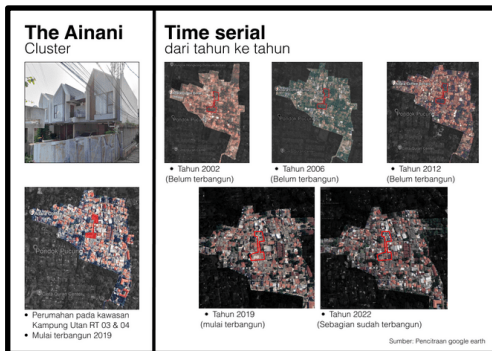 The Ainani
Cluster
• Perumahan pada kawasan
Kampung Utan RT 03 & 04
• Mulai terbangun 2019
Time serial
dari tahun ke tahun
• Tahun 2002
(Belum terbangun)
• Tahun 2006
(Belum terbangun)
• Tahun 2012
(Belum terbangun)
• Tahun 2019
(mulai terbangun)
• Tahun 2022
(Sebagian sudah terbangun)
Sumber: Pencitraan google earth